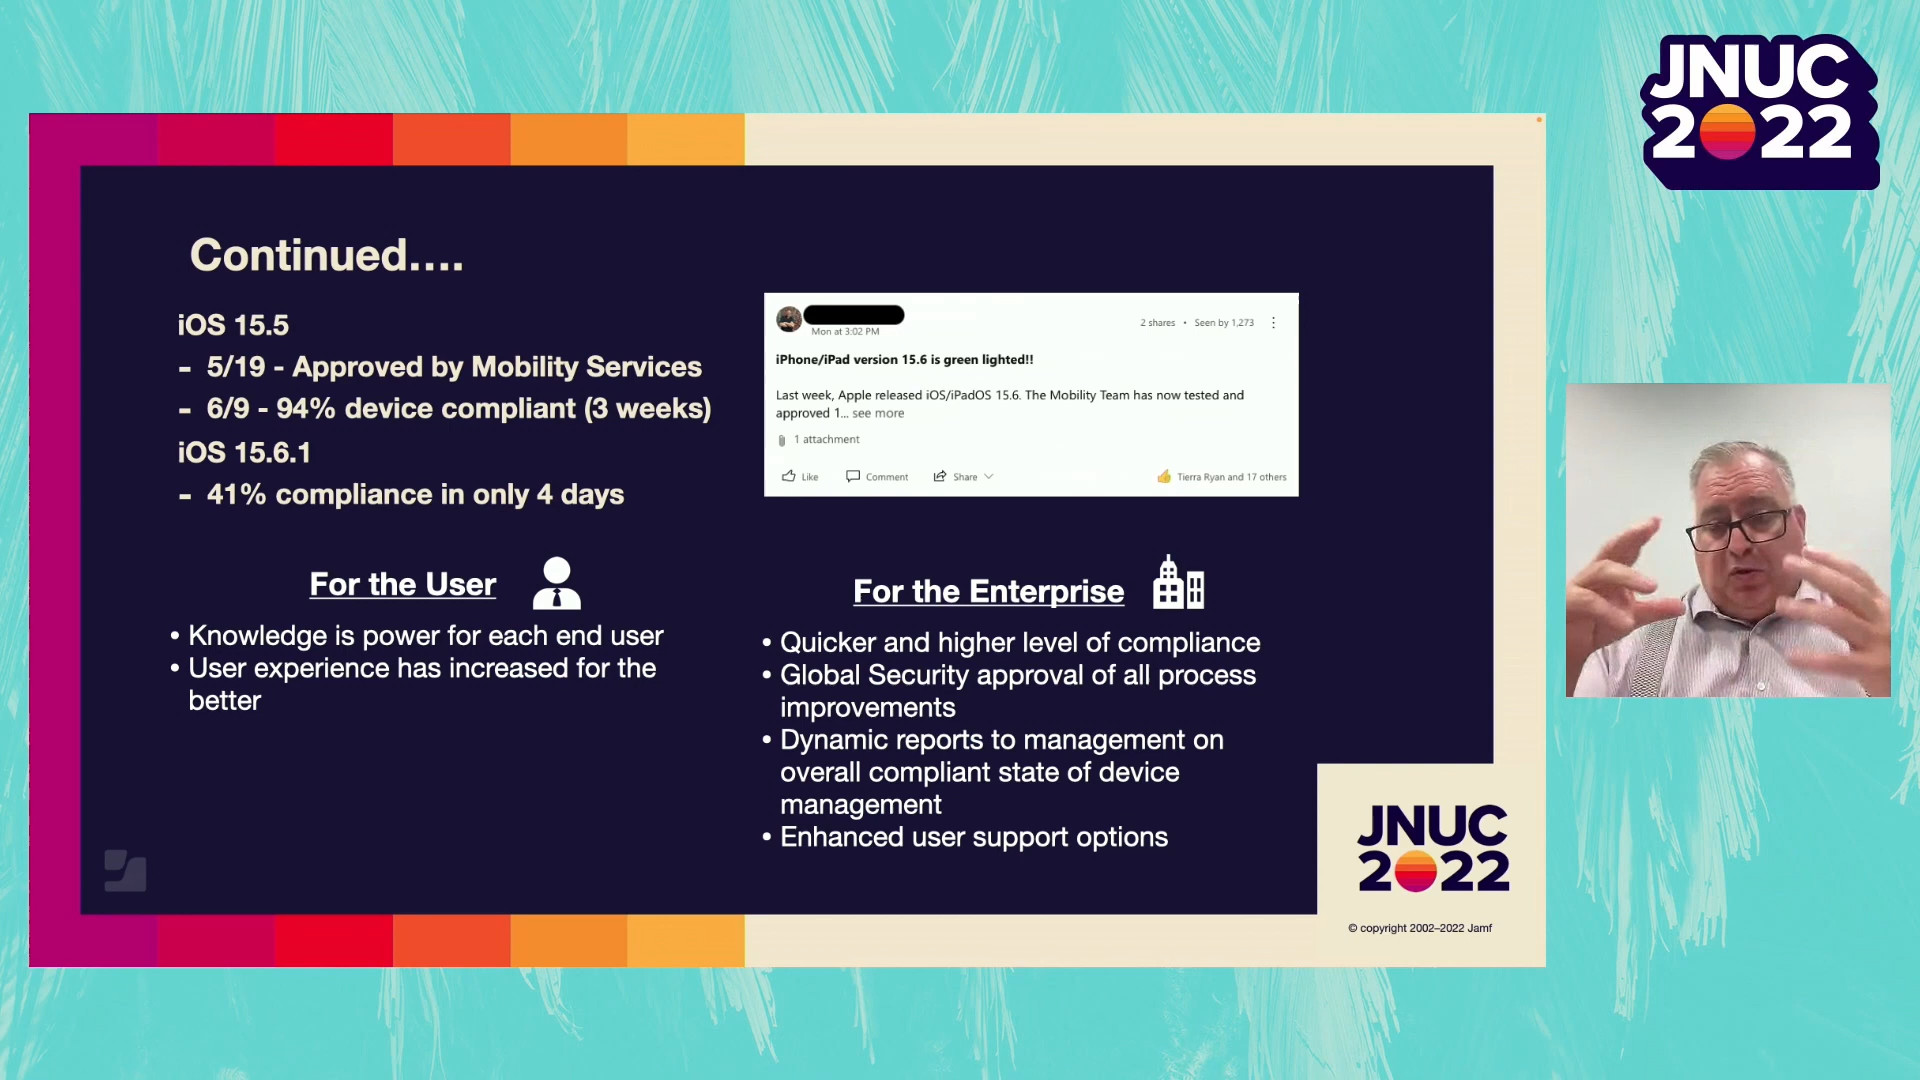 JNUC
2022
Continued....
iOS 15.5
- 5/19 - Approved by Mobility Services
- 6/9 - 94% device compliant (3 weeks)
iOS 15.6.1
- 41% compliance in only 4 days
Mon at 3:02 PM
2 shares • Seen by 1,273
iPhone/iPad version 15.6 is green lighted!!
Last week, Apple released iOS/iPadOS 15.6. The Mobility Team has now tested and
approved 1... see more
1 attachment
Like Comment Share Tierra Ryan and 17 others
For the User
• Knowledge is power for each end user
• User experience has increased for the
better
For the Enterprise
• Quicker and higher level of compliance
• Global Security approval of all process
improvements
• Dynamic reports to management on
overall compliant state of device
management
• Enhanced user support options
JNUC
2022
© copyright 2002–2022 Jamf